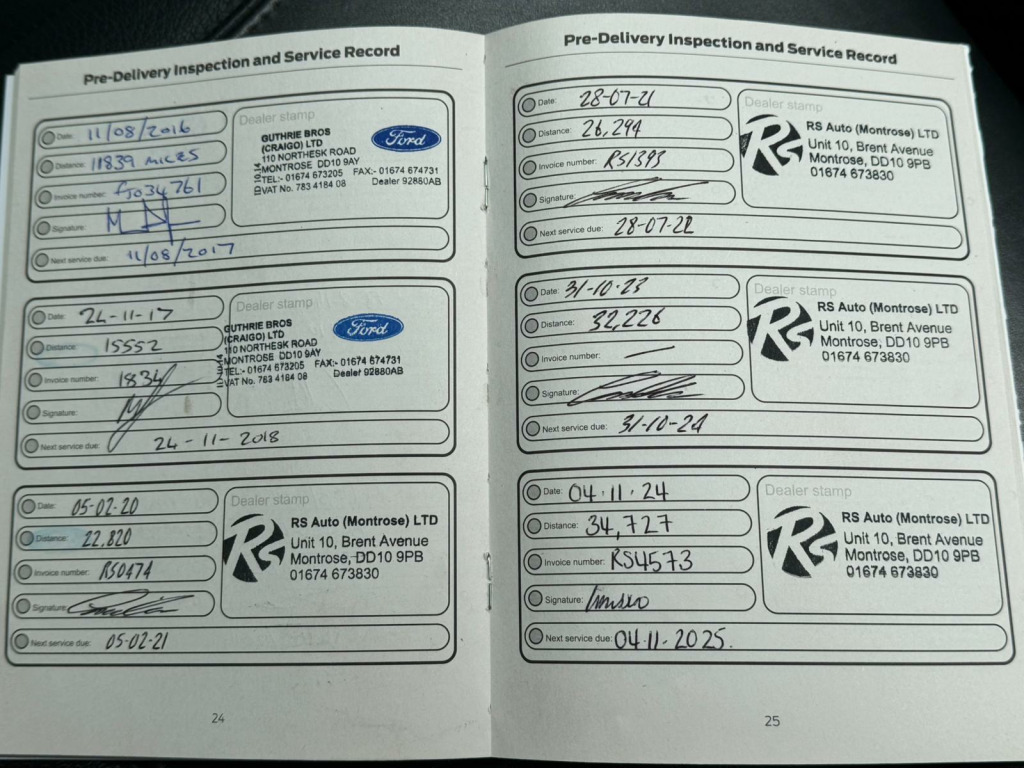 Pre-Delivery Inspection and Service Record
Date: 11/08/2016
Distance: 11839 MILES
Invoice number: FJ034761
Signature:
Next service due: 11/08/2017
Dealer stamp
GUTHRIE BROS
(CRAIGO) LTD
110 NORTHESK ROAD
MONTROSE DD10 9AY
TEL:- 01674 673205 FAX:- 01674 674731
VAT No. 783 4184 08 Dealer 92880AB
Ford
Date: 24-11-17
Distance: 15552
Invoice number: 1834
Signature:
Next service due: 24-11-2018
Dealer stamp
GUTHRIE BROS
(CRAIGO) LTD
110 NORTHESK ROAD
MONTROSE DD10 9AY
TEL:- 01674 673205 FAX:- 01674 674731
VAT No. 783 4184 08 Dealer 92880AB
Ford
Date: 05-02-20
Distance: 22,820
Invoice number: RS0474
Signature:
Next service due: 05-02-21
Dealer stamp
RS
RS Auto (Montrose) LTD
Unit 10, Brent Avenue
Montrose, DD10 9PB
01674 673830
24
Pre-Delivery Inspection and Service Record
Date: 28-07-21
Distance: 26,294
Invoice number: RS1393
Signature:
Next service due: 28-07-22
Dealer stamp
RS
RS Auto (Montrose) LTD
Unit 10, Brent Avenue
Montrose, DD10 9PB
01674 673830
Date: 31-10-23
Distance: 32,226
Invoice number: —
Signature:
Next service due: 31-10-24
Dealer stamp
RS
RS Auto (Montrose) LTD
Unit 10, Brent Avenue
Montrose, DD10 9PB
01674 673830
Date: 04·11·24
Distance: 34,727
Invoice number: RS4573
Signature:
Next service due: 04·11·2025.
Dealer stamp
RS
RS Auto (Montrose) LTD
Unit 10, Brent Avenue
Montrose, DD10 9PB
01674 673830
25